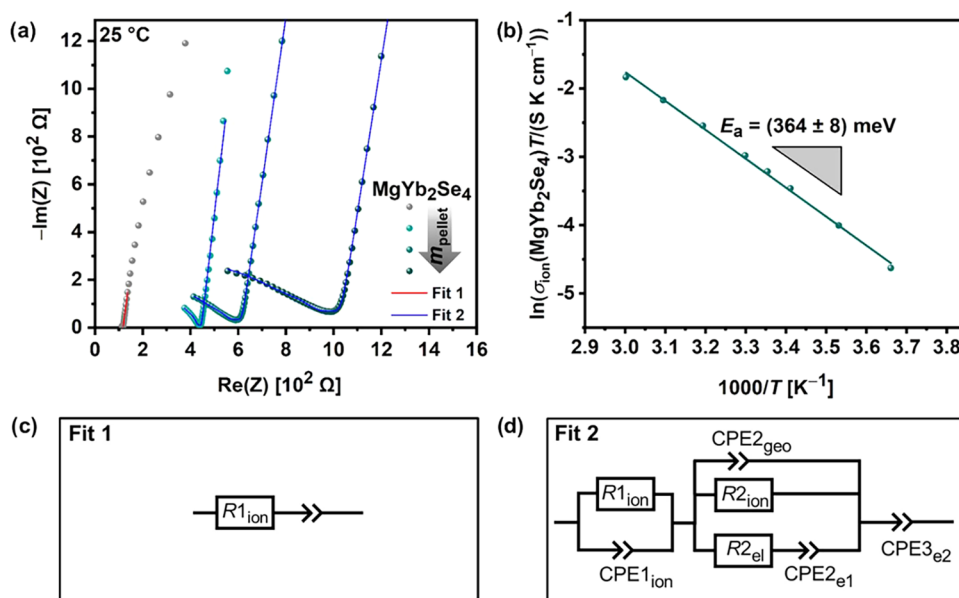 (a)
25 °C
12
10
8
6
4
2
0
−Im(Z) [10² Ω]
0 2 4 6 8 10 12 14 16
Re(Z) [10² Ω]
MgYb₂Se₄
m_pellet
Fit 1
Fit 2
(b)
-1
-2
-3
-4
-5
ln(σ_ion(MgYb₂Se₄)T/(S K cm⁻¹)
Eₐ = (364 ± 8) meV
2.9 3.0 3.1 3.2 3.3 3.4 3.5 3.6 3.7 3.8
1000/T [K⁻¹]
(c)
Fit 1
R1_ion
(d)
Fit 2
CPE2_geo
R1_ion
R2_ion
R2_el
CPE1_ion
CPE2_e1
CPE3_e2